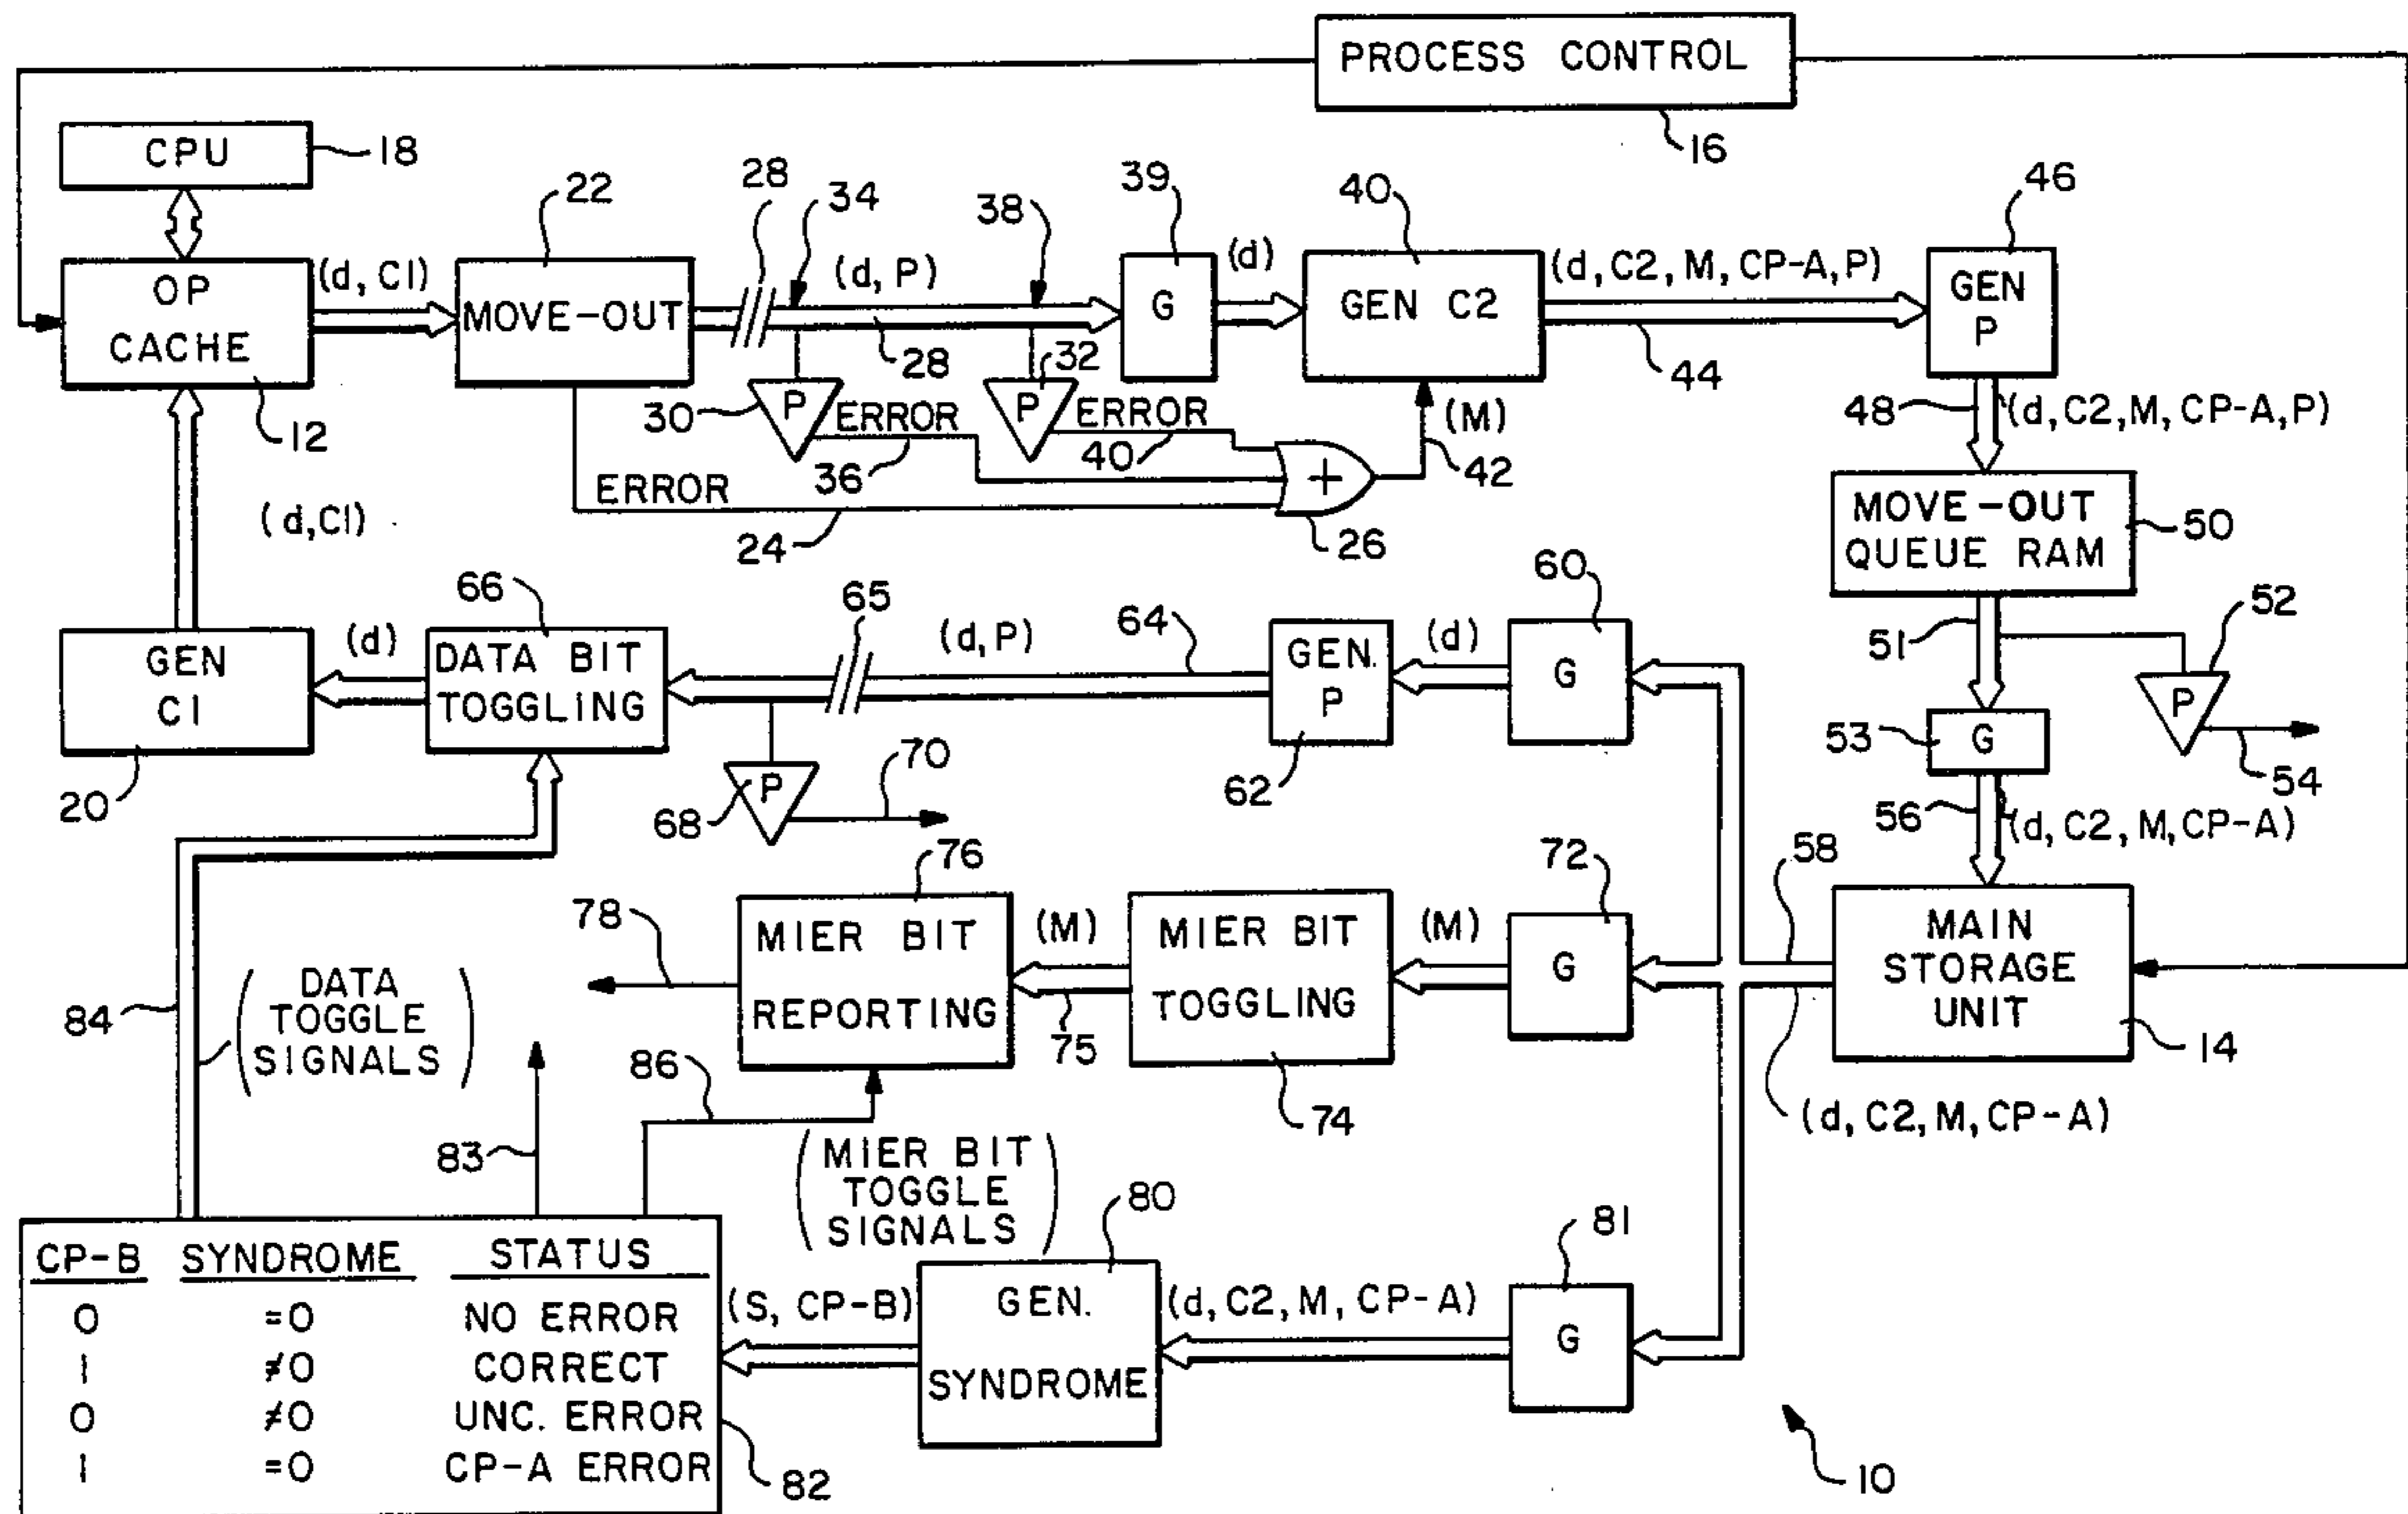 PROCESS CONTROL
16
CPU
18
22
28
34
38
39
40
46
OP
CACHE
12
(d, C1)
MOVE-OUT
(d, P)
28
G
(d)
GEN C2
(d, C2, M, CP-A, P)
44
GEN
P
30
P
ERROR
36
32
P
ERROR
40
(M)
42
48
(d, C2, M, CP-A, P)
ERROR
24
+
26
MOVE-OUT
QUEUE RAM
50
(d, C1)
51
52
P
54
53
G
56
(d, C2, M, CP-A)
GEN
C1
20
(d)
66
DATA BIT
TOGGLING
65
(d, P)
64
GEN.
P
62
(d)
60
G
68
P
70
76
MIER BIT
REPORTING
78
(M)
75
MIER BIT
TOGGLING
74
(M)
72
G
58
MAIN
STORAGE
UNIT
14
(d, C2, M, CP-A)
84
(DATA
TOGGLE
SIGNALS)
83
86
(MIER BIT
TOGGLE
SIGNALS)
80
81
CP-B SYNDROME STATUS
0 =0 NO ERROR
1 ≠0 CORRECT
0 ≠0 UNC. ERROR
1 =0 CP-A ERROR
82
(S, CP-B)
GEN.
SYNDROME
(d, C2, M, CP-A)
G
10